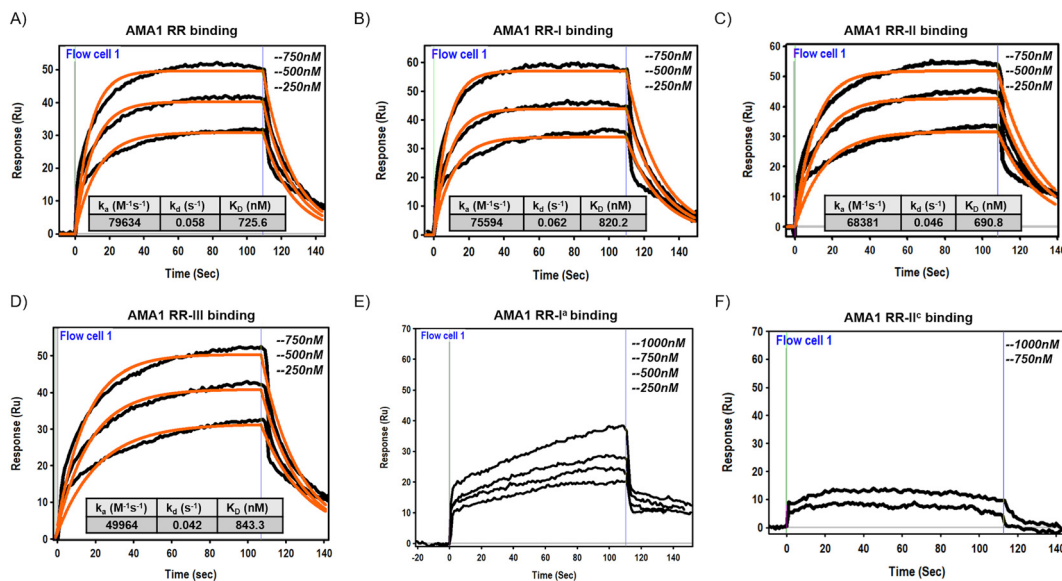 A)
AMA1 RR binding
Flow cell 1
--750nM
--500nM
--250nM
Response (Ru)
50
40
30
20
10
0
kₐ (M⁻¹s⁻¹) k_d (s⁻¹) K_D (nM)
79634 0.058 725.6
0 20 40 60 80 100 120 140
Time (Sec)
B)
AMA1 RR-I binding
Flow cell 1
--750nM
--500nM
--250nM
Response (Ru)
60
50
40
30
20
10
0
kₐ (M⁻¹s⁻¹) k_d (s⁻¹) K_D (nM)
75594 0.062 820.2
0 20 40 60 80 100 120 140
Time (Sec)
C)
AMA1 RR-II binding
Flow cell 1
--750nM
--500nM
--250nM
Response (Ru)
60
50
40
30
20
10
0
kₐ (M⁻¹s⁻¹) k_d (s⁻¹) K_D (nM)
68381 0.046 690.8
0 20 40 60 80 100 120 140
Time (Sec)
D)
AMA1 RR-III binding
Flow cell 1
--750nM
--500nM
--250nM
Response (Ru)
50
40
30
20
10
0
kₐ (M⁻¹s⁻¹) k_d (s⁻¹) K_D (nM)
49964 0.042 843.3
0 20 40 60 80 100 120 140
Time (Sec)
E)
AMA1 RR-Iᵃ binding
Flow cell 1
--1000nM
--750nM
--500nM
--250nM
Response (Ru)
70
60
50
40
30
20
10
0
-20 0 20 40 60 80 100 120 140
Time (Sec)
F)
AMA1 RR-IIᶜ binding
Flow cell 1
--1000nM
--750nM
Response (Ru)
70
60
50
40
30
20
10
0
0 20 40 60 80 100 120 140
Time (Sec)